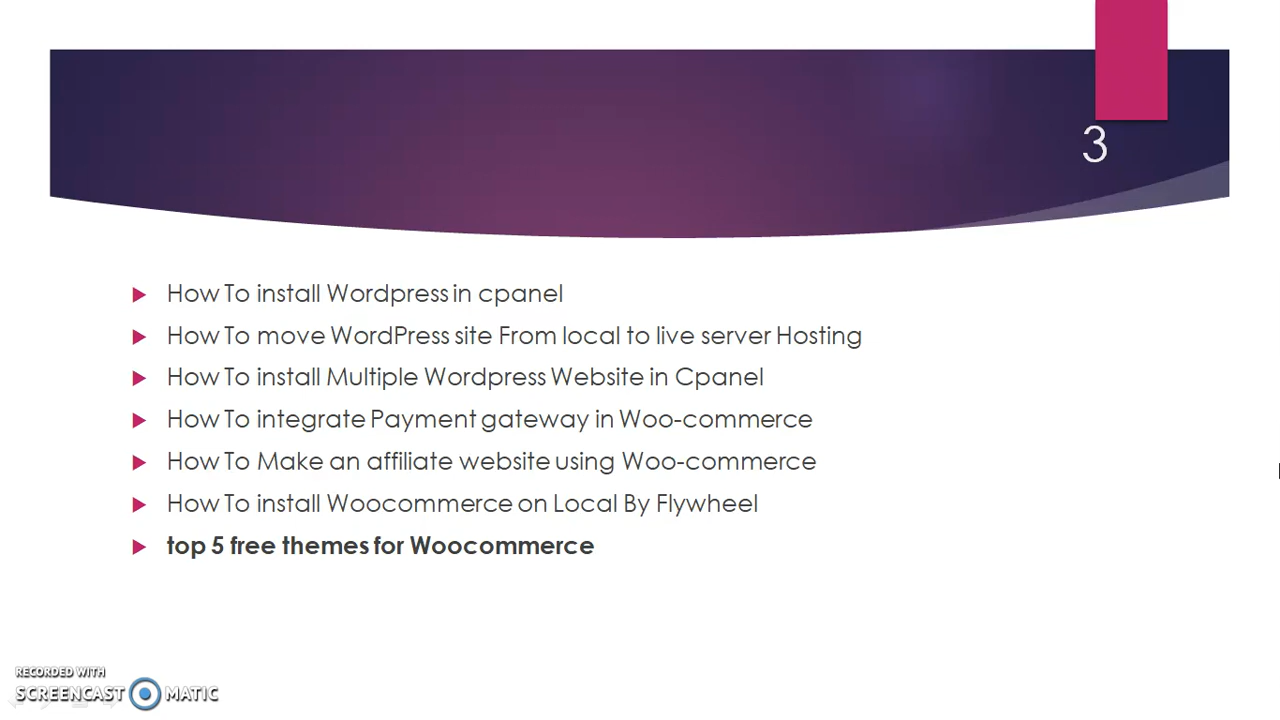 3
How To install Wordpress in cpanel
How To move WordPress site From local to live server Hosting
How To install Multiple Wordpress Website in Cpanel
How To integrate Payment gateway in Woo-commerce
How To Make an affiliate website using Woo-commerce
How To install Woocommerce on Local By Flywheel
top 5 free themes for Woocommerce
RECORDED WITH
SCREENCAST MATIC